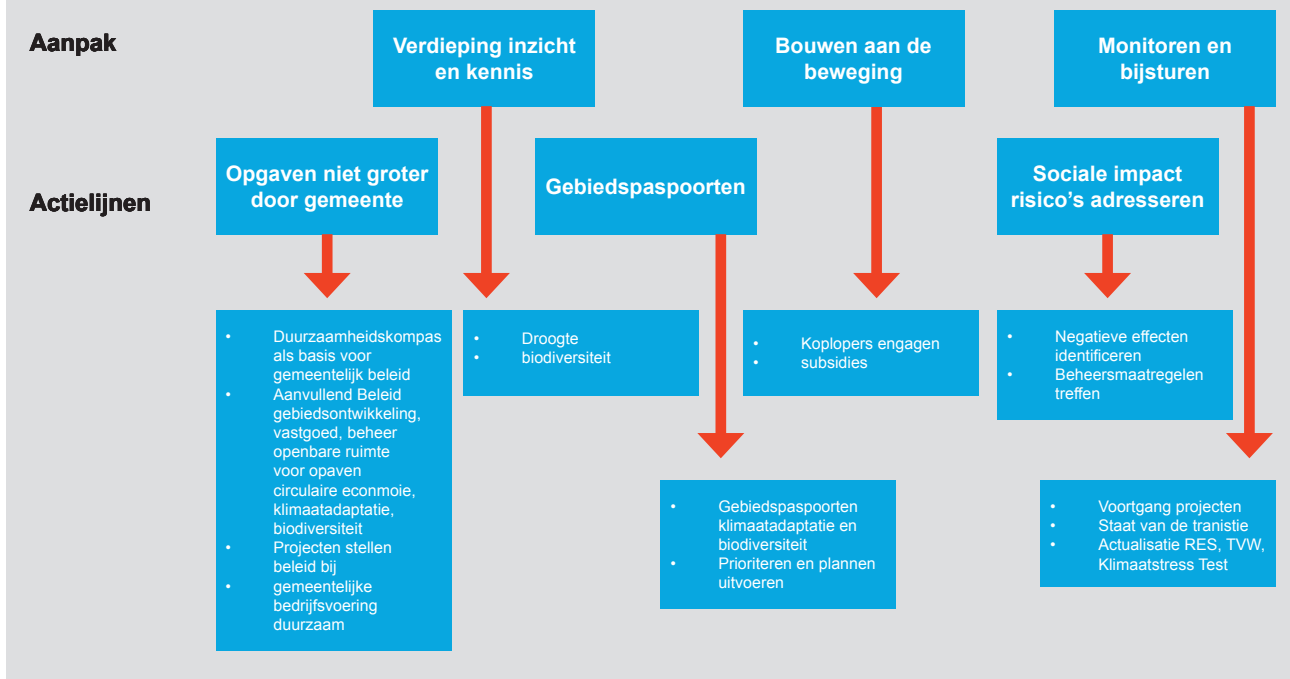 Aanpak
Verdieping inzicht
en kennis
Bouwen aan de
beweging
Monitoren en
bijsturen
Actielijnen
Opgaven niet groter
door gemeente
Gebiedspaspoorten
Sociale impact
risico's adresseren
• Duurzaamheidskompas
als basis voor
gemeentelijk beleid
• Aanvullend Beleid
gebiedsontwikkeling,
vastgoed, beheer
openbare ruimte
voor opaven
circulaire econmoie,
klimaatadaptatie,
biodiversiteit
• Projecten stellen
beleid bij
• gemeentelijke
bedrijfsvoering
duurzaam
• Droogte
• biodiversiteit
• Koplopers engagen
• subsidies
• Negatieve effecten
identificeren
• Beheersmaatregelen
treffen
• Gebiedspaspoorten
klimaatadaptatie en
biodiversiteit
• Prioriteren en plannen
uitvoeren
• Voortgang projecten
• Staat van de tranistie
• Actualisatie RES, TVW,
Klimaatstress Test